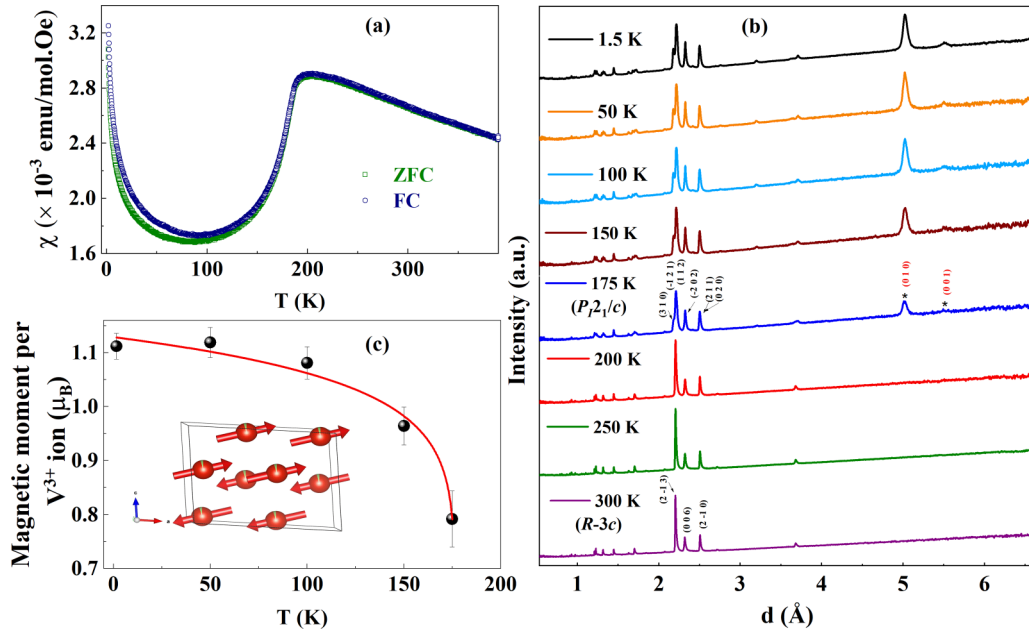 (a)
χ (× 10⁻³ emu/mol.Oe)
3.2
2.8
2.4
2.0
1.6
ZFC
FC
0
100
200
300
T (K)
(b)
Intensity (a.u.)
1.5 K
50 K
100 K
150 K
175 K
(P_I2₁/c)
(3 1 0)
(-1 2 1)
(1 1 2)
(-2 0 2)
(2 1 1)
(0 2 0)
* (0 1 0)
* (0 0 1)
200 K
250 K
300 K
(R-3c)
(2 -1 3)
(0 0 6)
(2 -1 0)
1
2
3
4
5
6
d (Å)
(c)
Magnetic moment per
V³⁺ ion (μ_B)
1.1
1.0
0.9
0.8
0.7
0
50
100
150
200
T (K)